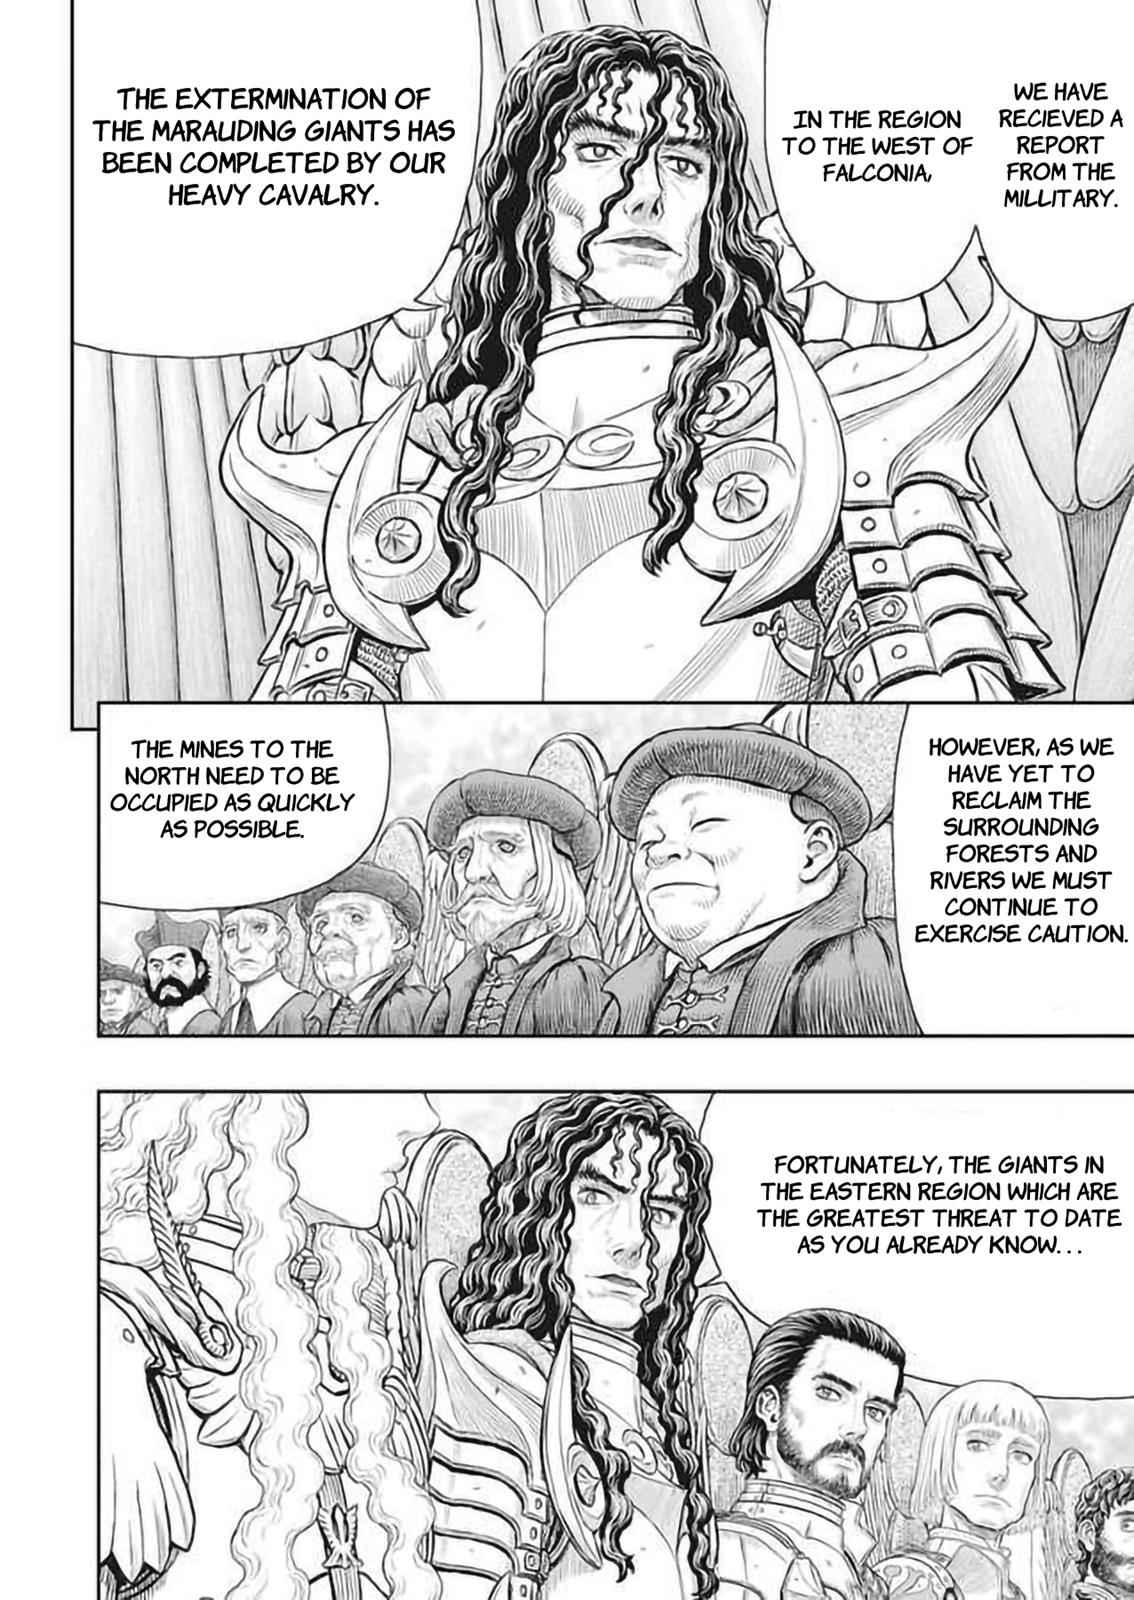 WE HAVE
RECIEVED A
REPORT
FROM THE
MILLITARY.
IN THE REGION
TO THE WEST OF
FALCONIA,
THE EXTERMINATION OF
THE MARAUDING GIANTS HAS
BEEN COMPLETED BY OUR
HEAVY CAVALRY.
HOWEVER, AS WE
HAVE YET TO
RECLAIM THE
SURROUNDING
FORESTS AND
RIVERS WE MUST
CONTINUE TO
EXERCISE CAUTION.
THE MINES TO THE
NORTH NEED TO BE
OCCUPIED AS QUICKLY
AS POSSIBLE.
FORTUNATELY, THE GIANTS IN
THE EASTERN REGION WHICH ARE
THE GREATEST THREAT TO DATE
AS YOU ALREADY KNOW...